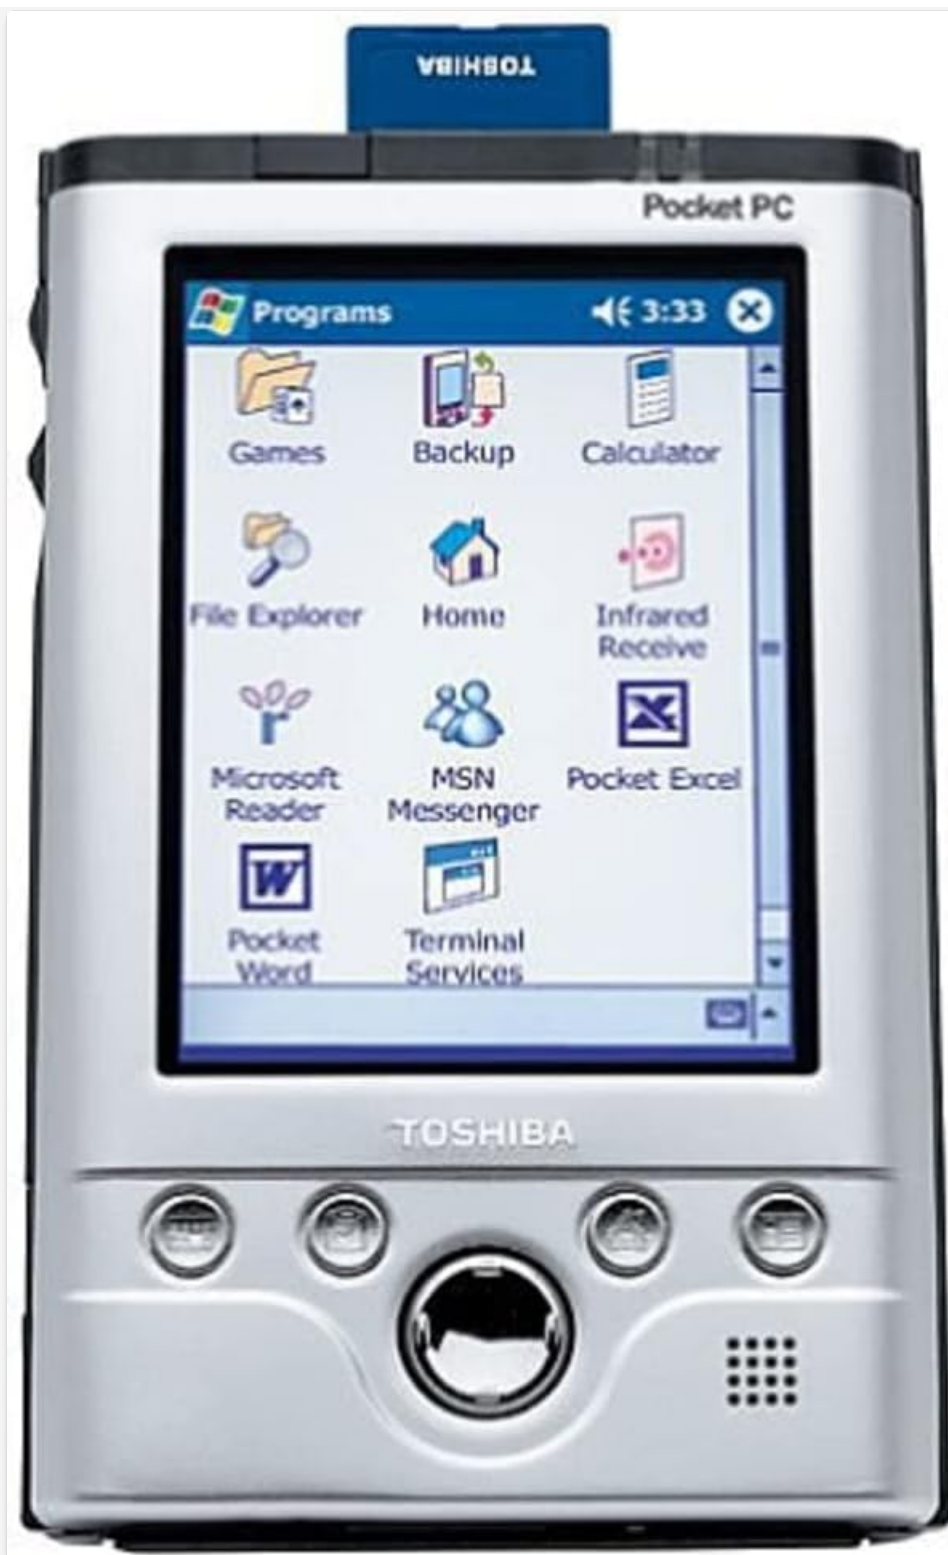 TOSHIBA
Pocket PC
Programs 3:33
Games Backup Calculator
File Explorer Home Infrared
Receive
Microsoft MSN Pocket Excel
Reader Messenger
Pocket Terminal
Word Services
TOSHIBA